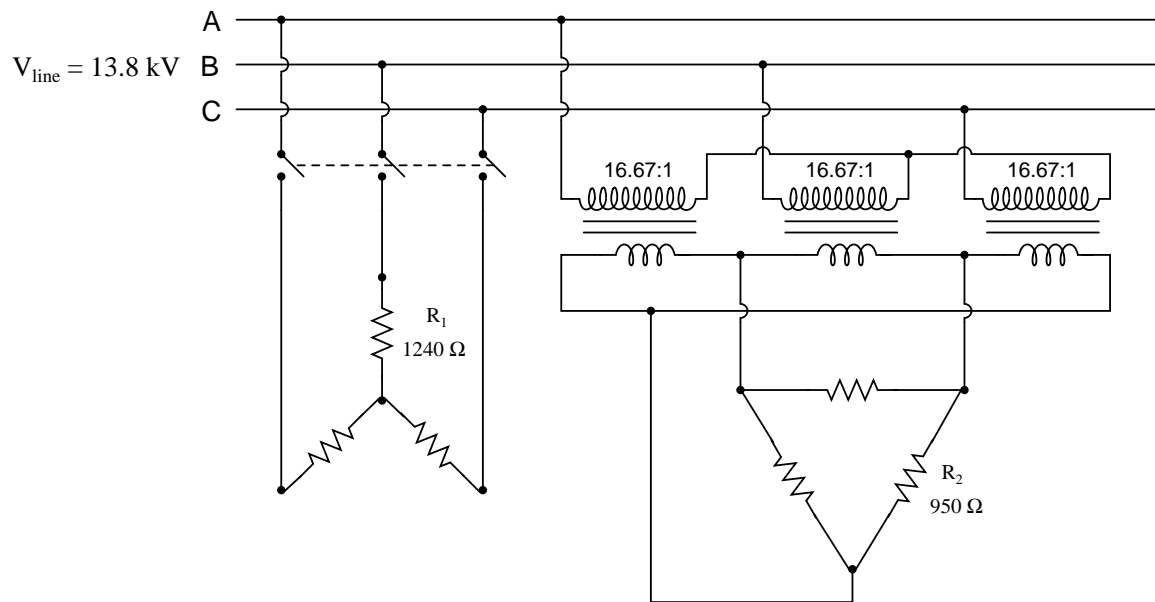 A
V_line = 13.8 kV B
C
16.67:1 16.67:1 16.67:1
R₁
1240 Ω
R₂
950 Ω